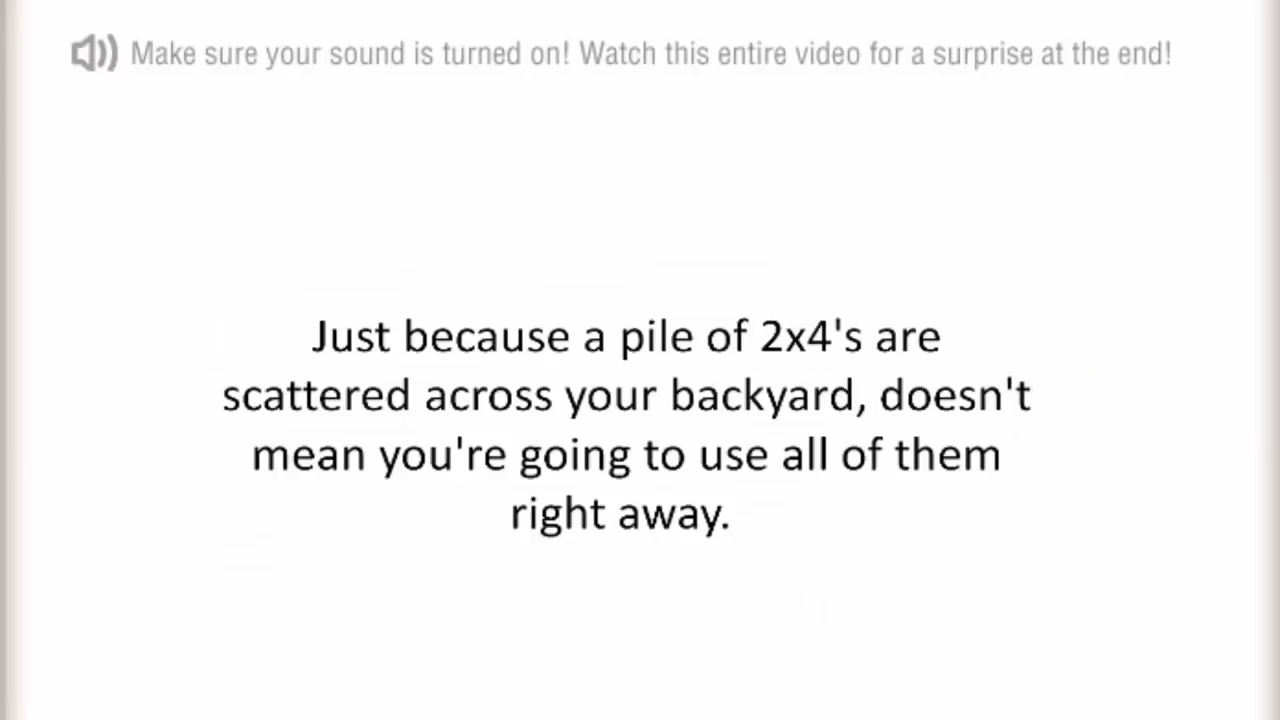 Make sure your sound is turned on! Watch this entire video for a surprise at the end!
Just because a pile of 2x4's are
scattered across your backyard, doesn't
mean you're going to use all of them
right away.